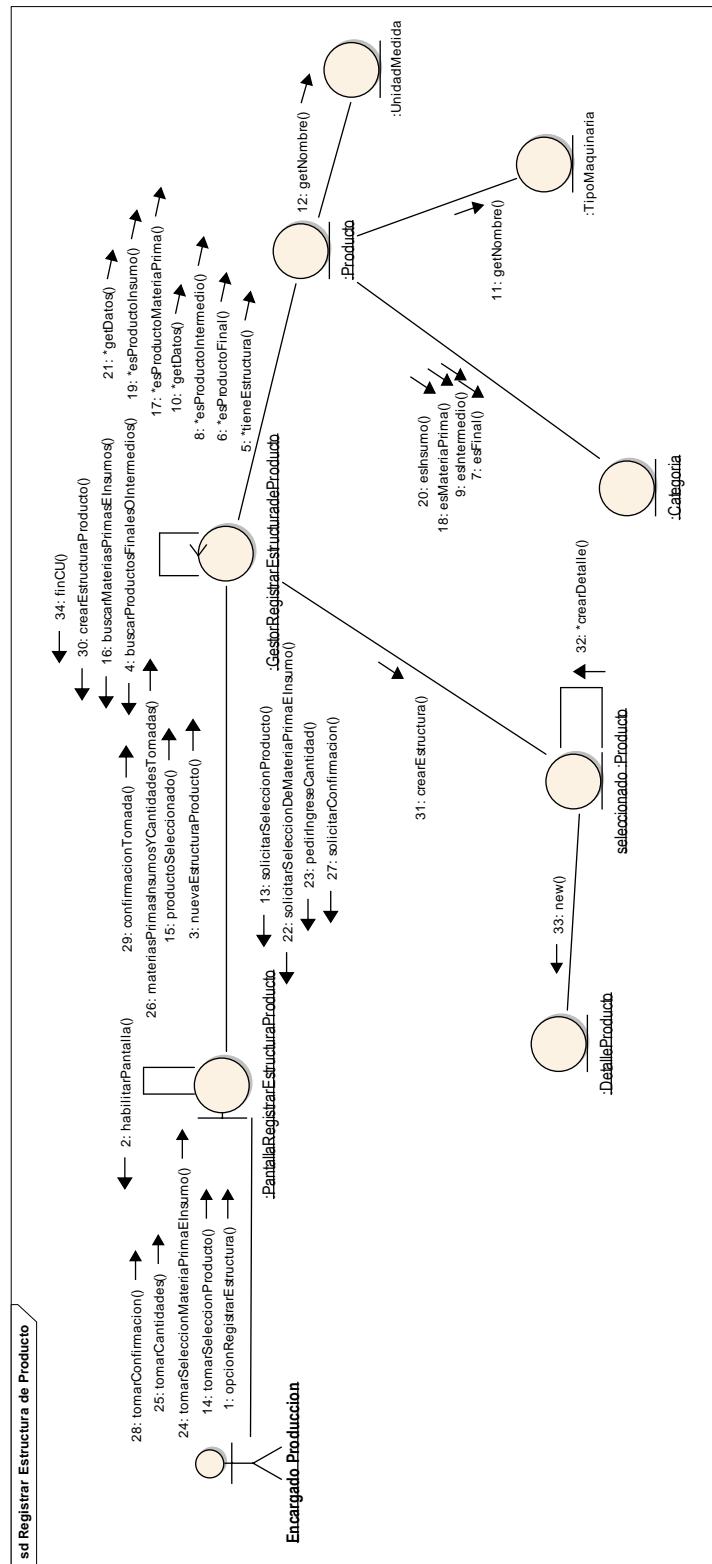 sd Registrar Estructura de Producto
28: tomarConfirmacion()
25: tomarCantidades()
24: tomarSeleccionMateriaPrimaEInsumo()
14: tomarSeleccionProducto()
1: opcionRegistrarEstructura()
Encargado Produccion
2: habilitarPantalla()
:PantallaRegistrarEstructuraProducto
29: confirmacionTomada()
26: materiasPrimasInsumosYCantidadesTomadas()
15: productoSeleccionado()
3: nuevaEstructuraProducto()
13: solicitarSeleccionProducto()
22: solicitarSeleccionDeMateriaPrimaEInsumo()
23: pedirIngreseCantidad()
27: solicitarConfirmacion()
34: finCU()
30: crearEstructuraProducto()
16: buscarMateriasPrimasEInsumos()
4: buscarProductosFinalesOIntermedios()
:GestorRegistrarEstructuradeProducto
21: *getDatos()
19: *esProductoInsumo()
17: *esProductoMateriaPrima()
10: *getDatos()
8: *esProductoIntermedio()
6: *esProductoFinal()
5: *tieneEstructura()
:Producto
12: getNombre()
:UnidadMedida
11: getNombre()
:TipoMaquinaria
20: esInsumo()
18: esMateriaPrima()
9: esIntermedio()
7: esFinal()
:Categoria
31: crearEstructura()
32: *crearDetalle()
seleccionado :Producto
33: new()
:DetalleProducto